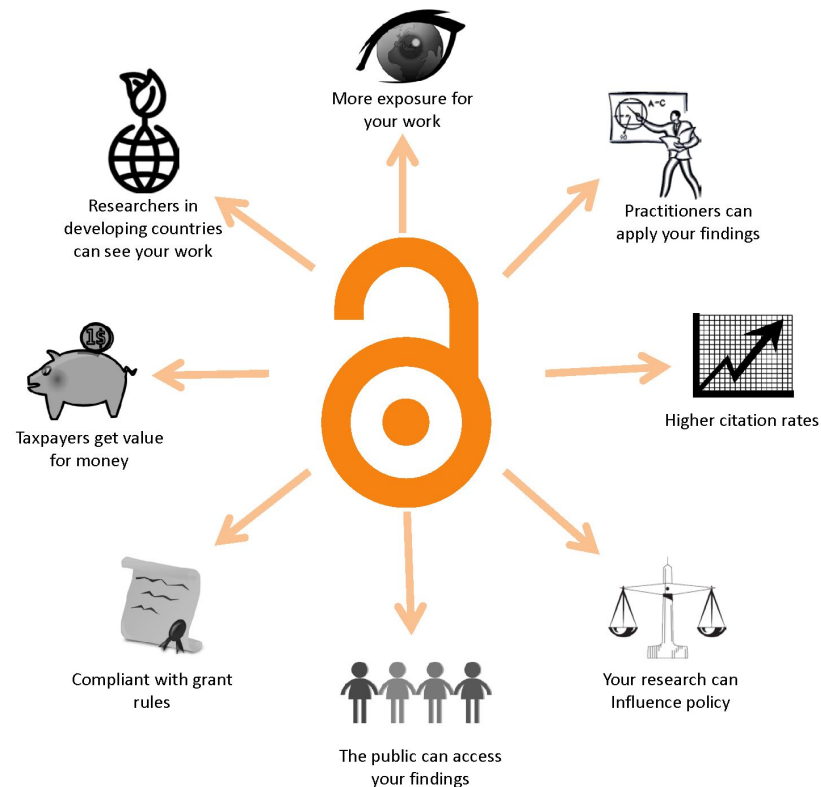 More exposure for
your work
A-C
Researchers in
developing countries
can see your work
Practitioners can
apply your findings
1$
Taxpayers get value
for money
Higher citation rates
Compliant with grant
rules
Your research can
Influence policy
The public can access
your findings